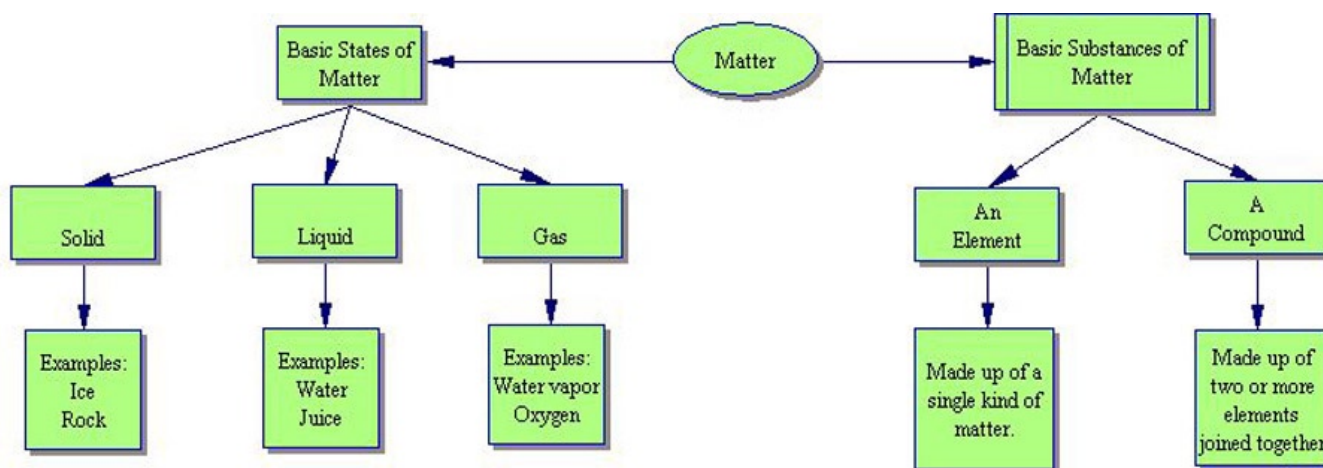 Matter
Basic States of
Matter
Basic Substances of
Matter
Solid
Liquid
Gas
An
Element
A
Compound
Examples:
Ice
Rock
Examples:
Water
Juice
Examples:
Water vapor
Oxygen
Made up of a
single kind of
matter.
Made up of
two or more
elements
joined together